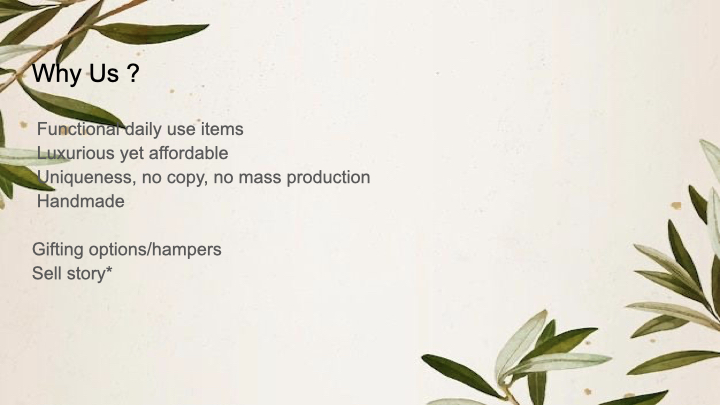 Why Us ?
Functional daily use items
Luxurious yet affordable
Uniqueness, no copy, no mass production
Handmade
Gifting options/hampers
Sell story*